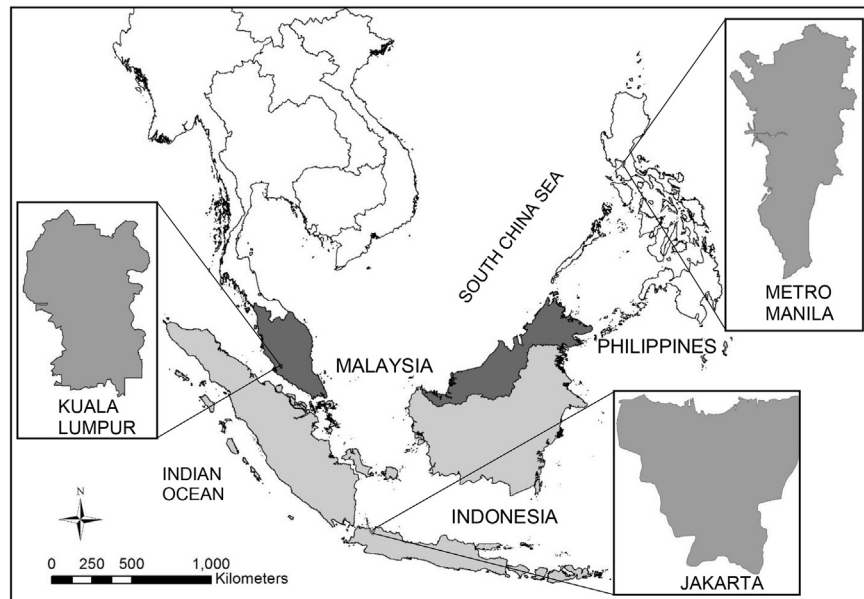 METRO
MANILA
SOUTH CHINA SEA
PHILIPPINES
MALAYSIA
KUALA
LUMPUR
INDIAN
OCEAN
INDONESIA
JAKARTA
N
0 250 500 1,000
Kilometers